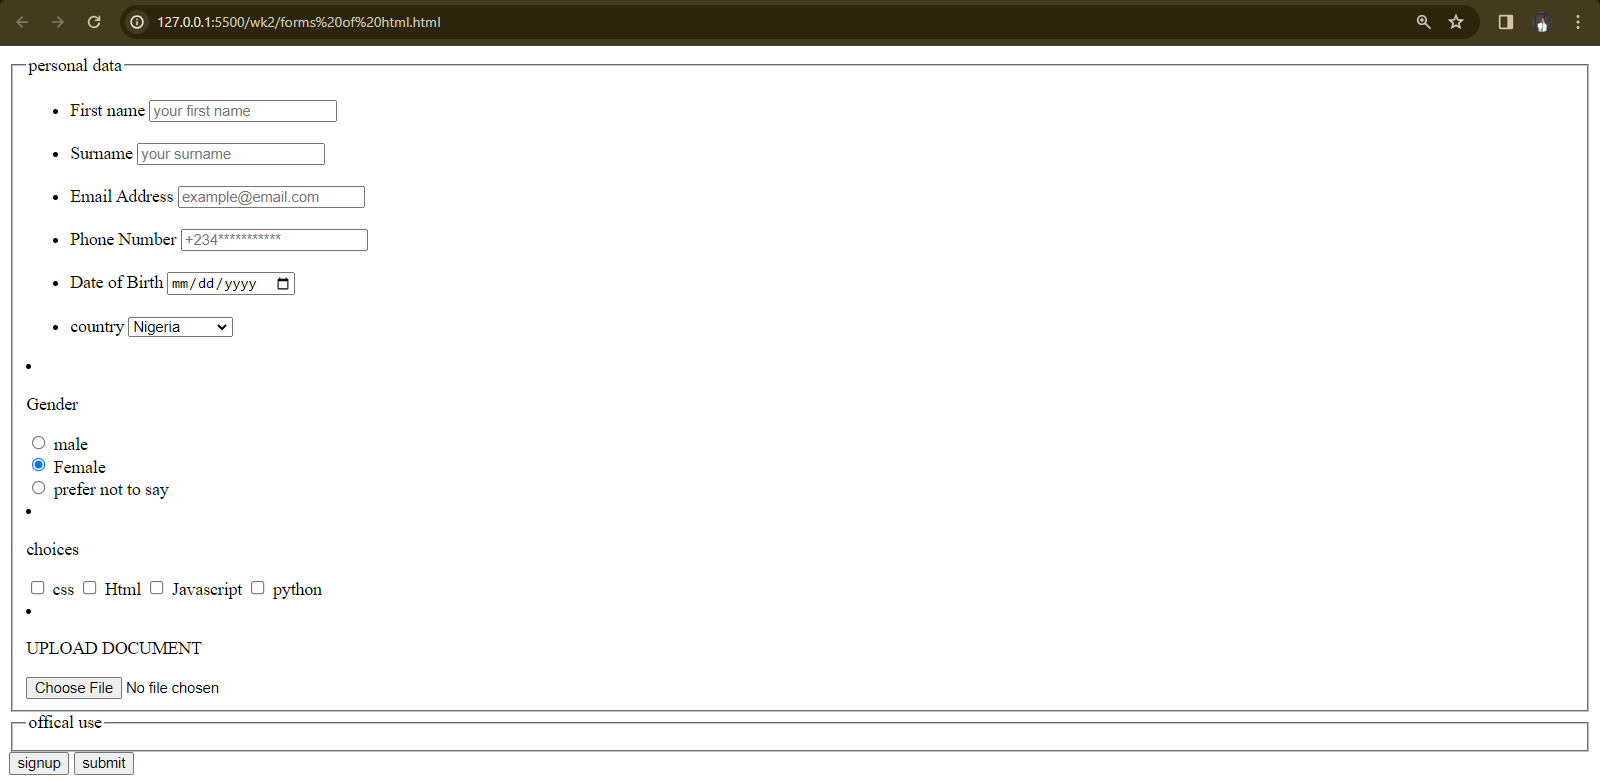 127.0.0.1:5500/wk2/forms%20of%20html.html
personal data
• First name your first name
• Surname your surname
• Email Address example@email.com
• Phone Number +234***********
• Date of Birth mm/dd/yyyy
• country Nigeria
•
Gender
male
Female
prefer not to say
•
choices
css Html Javascript python
•
UPLOAD DOCUMENT
Choose File No file chosen
offical use
signup submit